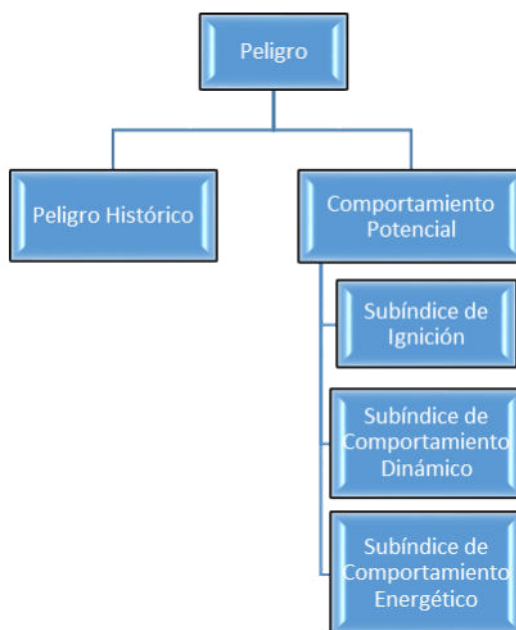 Peligro
Peligro Histórico
Comportamiento
Potencial
Subíndice de
Ignición
Subíndice de
Comportamiento
Dinámico
Subíndice de
Comportamiento
Energético